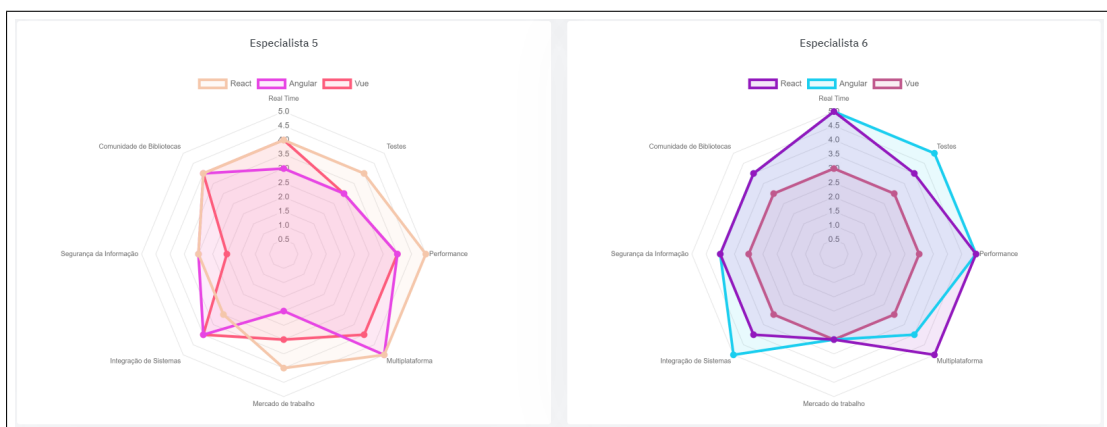 Especialista 5
React Angular Vue
Real Time
5.0
4.5
4.0
3.5
3.0
2.5
2.0
1.5
1.0
0.5
Testes
Performance
Multiplataforma
Mercado de trabalho
Integração de Sistemas
Segurança da Informação
Comunidade de Bibliotecas
Especialista 6
React Angular Vue
Real Time
5.0
4.5
4.0
3.5
3.0
2.5
2.0
1.5
1.0
0.5
Testes
Performance
Multiplataforma
Mercado de trabalho
Integração de Sistemas
Segurança da Informação
Comunidade de Bibliotecas